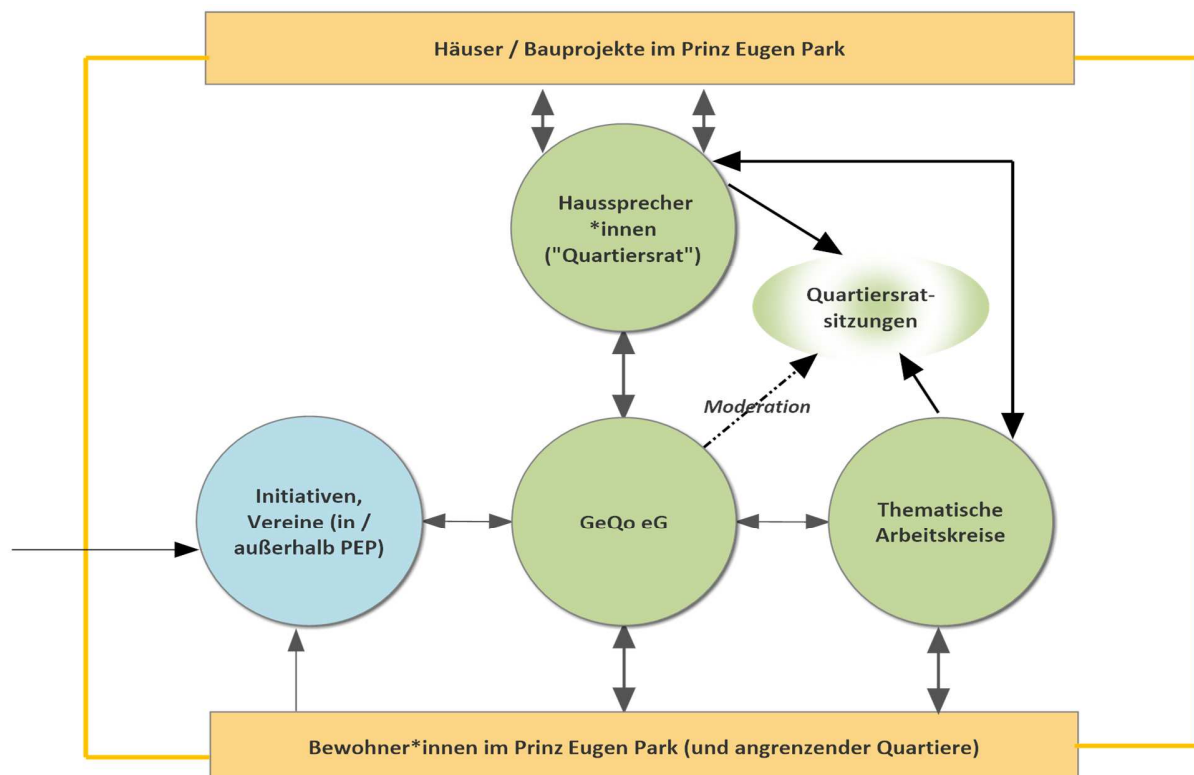 Häuser / Bauprojekte im Prinz Eugen Park
Haussprecher
*innen
("Quartiersrat")
Quartiersrat-
sitzungen
Moderation
Initiativen,
Vereine (in /
außerhalb PEP)
GeQo eG
Thematische
Arbeitskreise
Bewohner*innen im Prinz Eugen Park (und angrenzender Quartiere)